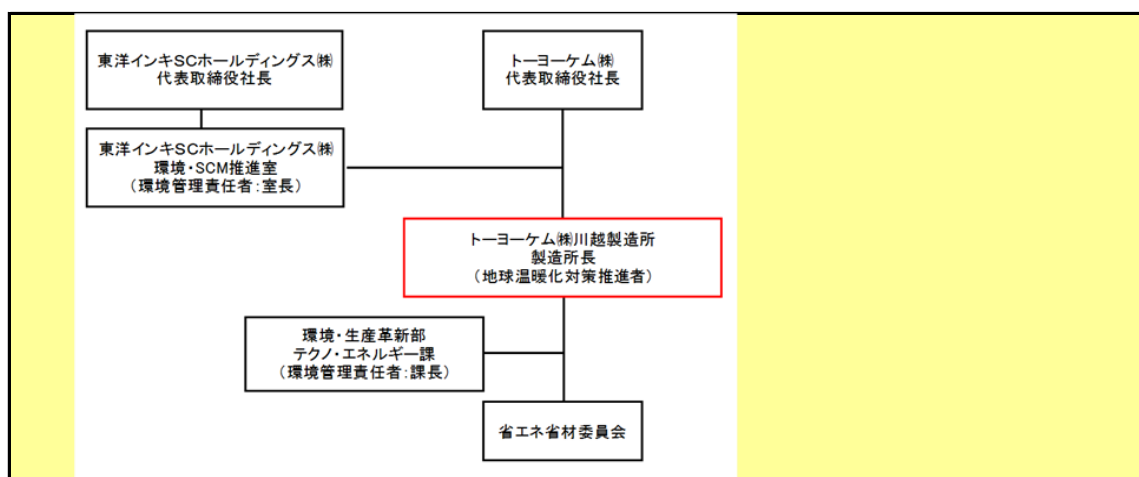 東洋インキSCホールディングス㈱
代表取締役社長
トーヨーケム㈱
代表取締役社長
東洋インキSCホールディングス㈱
環境・SCM推進室
（環境管理責任者：室長）
トーヨーケム㈱川越製造所
製造所長
（地球温暖化対策推進者）
環境・生産革新部
テクノ・エネルギー課
（環境管理責任者：課長）
省エネ省材委員会